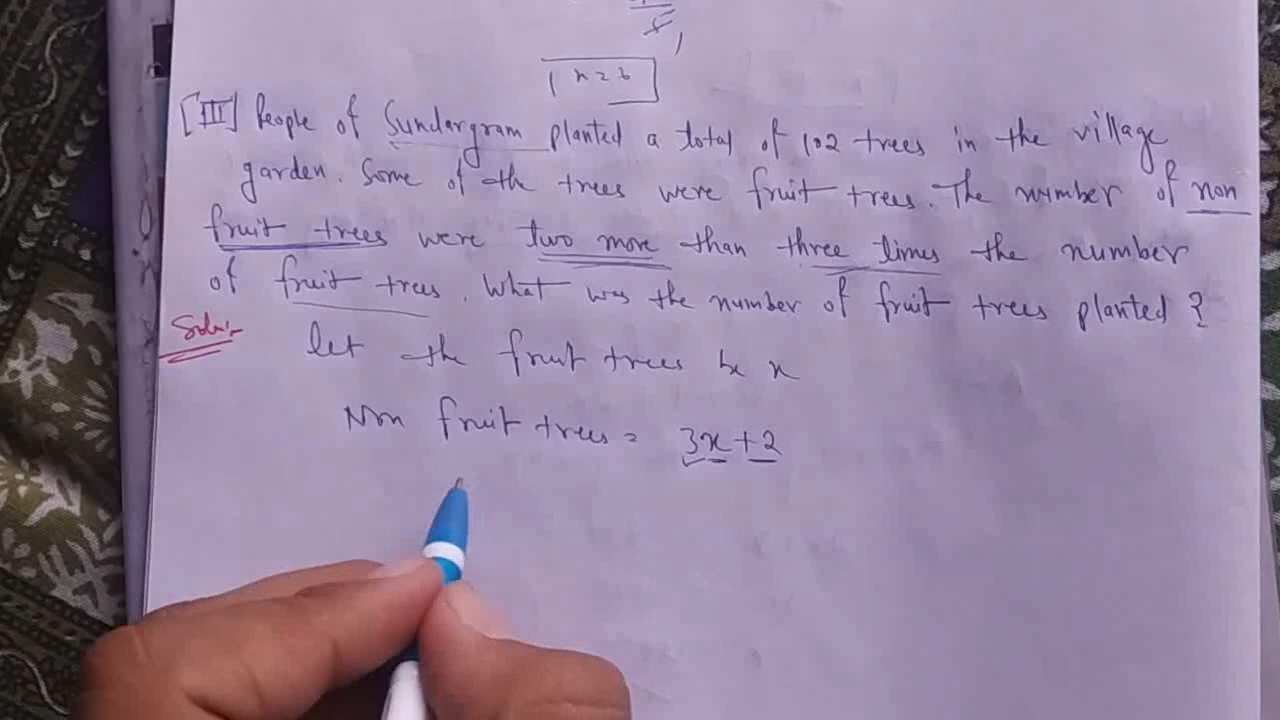 n = 6
[III] People of Sundargram planted a total of 102 trees in the village
garden. Some of the trees were fruit trees. The number of non
fruit trees were two more than three times the number
of fruit trees. What was the number of fruit trees planted?
Soln:-
let the fruit trees be x
Non fruit trees = 3x + 2